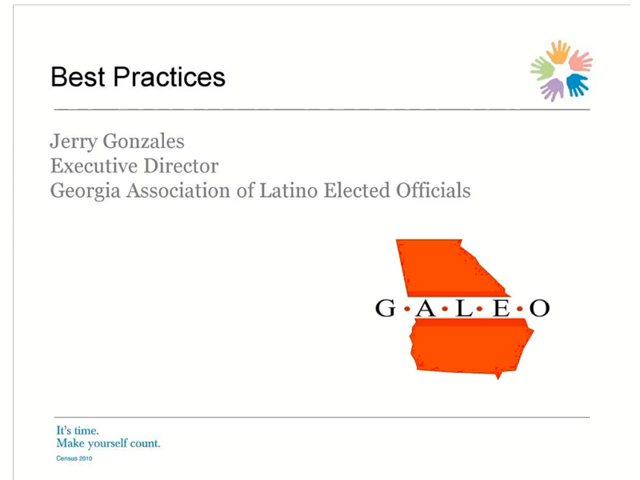 Best Practices
Jerry Gonzales
Executive Director
Georgia Association of Latino Elected Officials
G•A•L•E•O
It's time.
Make yourself count.
Census 2010